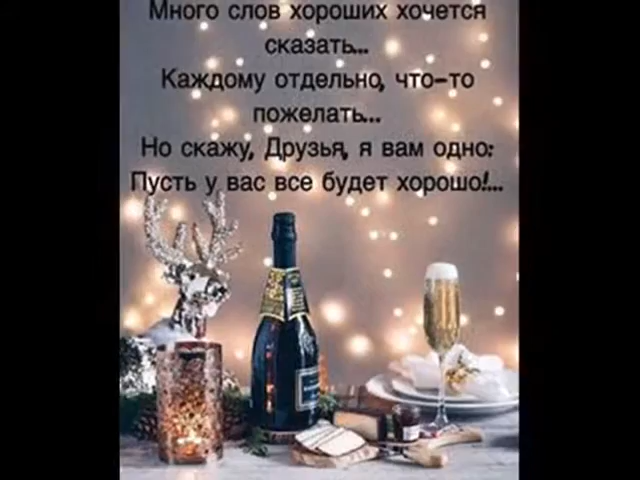 Много слов хороших хочется
сказать...
Каждому отдельно, что-то
пожелать...
Но скажу, Друзья, я вам одно:
Пусть у вас все будет хорошо!...